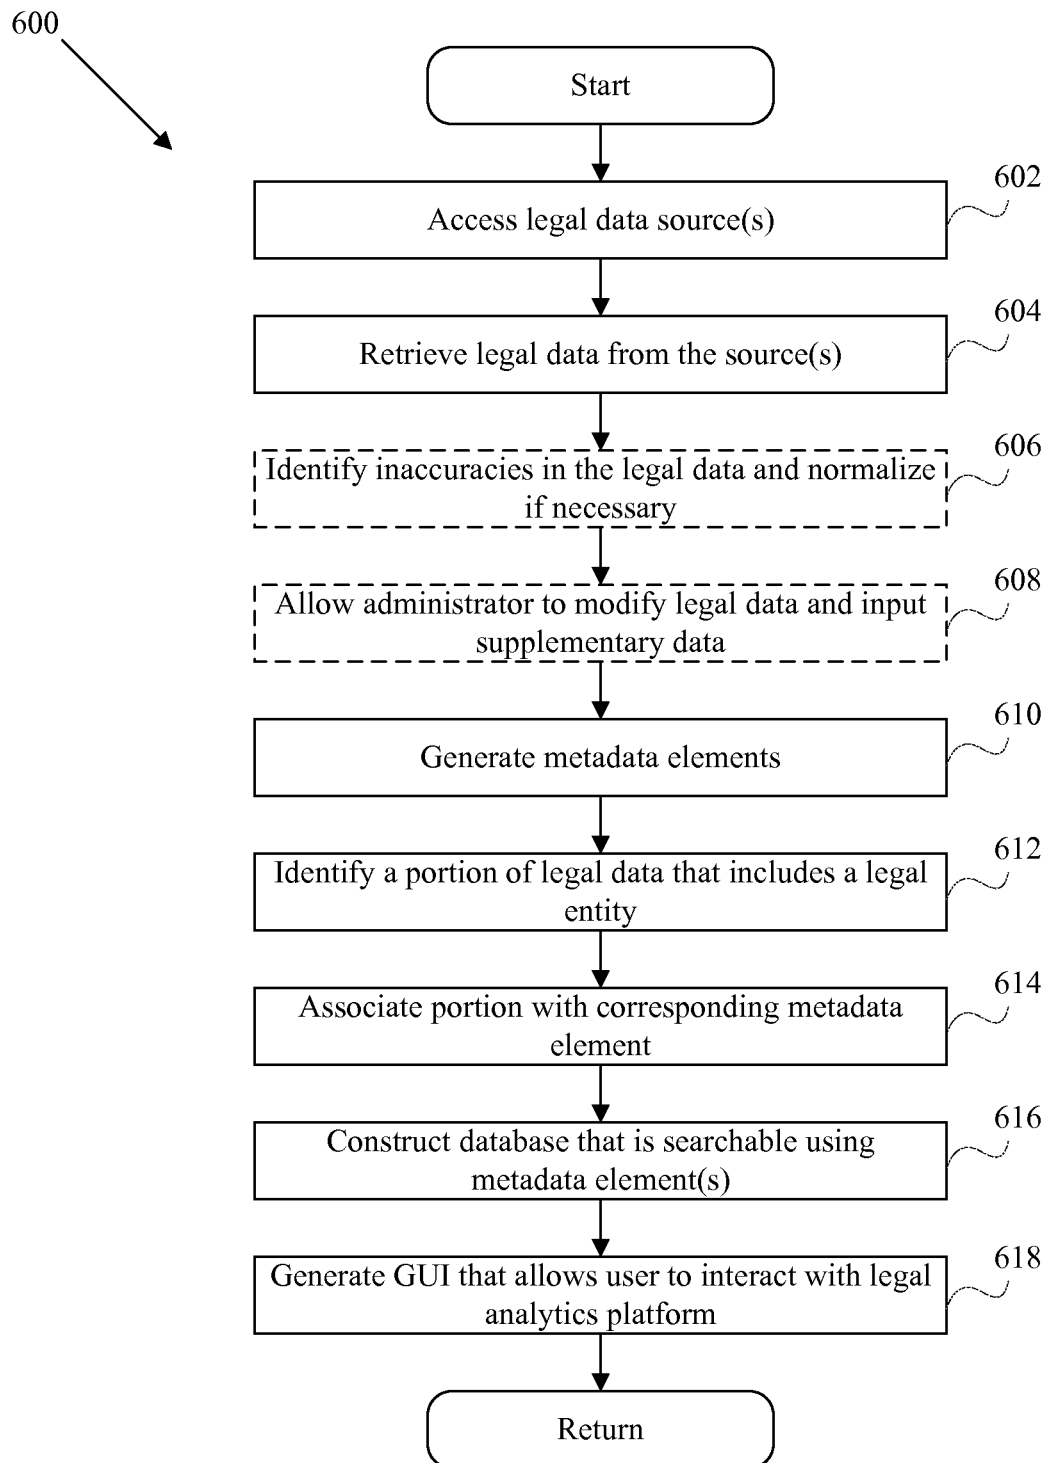 600
Start
602
Access legal data source(s)
604
Retrieve legal data from the source(s)
606
Identify inaccuracies in the legal data and normalize
if necessary
608
Allow administrator to modify legal data and input
supplementary data
610
Generate metadata elements
612
Identify a portion of legal data that includes a legal
entity
614
Associate portion with corresponding metadata
element
616
Construct database that is searchable using
metadata element(s)
618
Generate GUI that allows user to interact with legal
analytics platform
Return